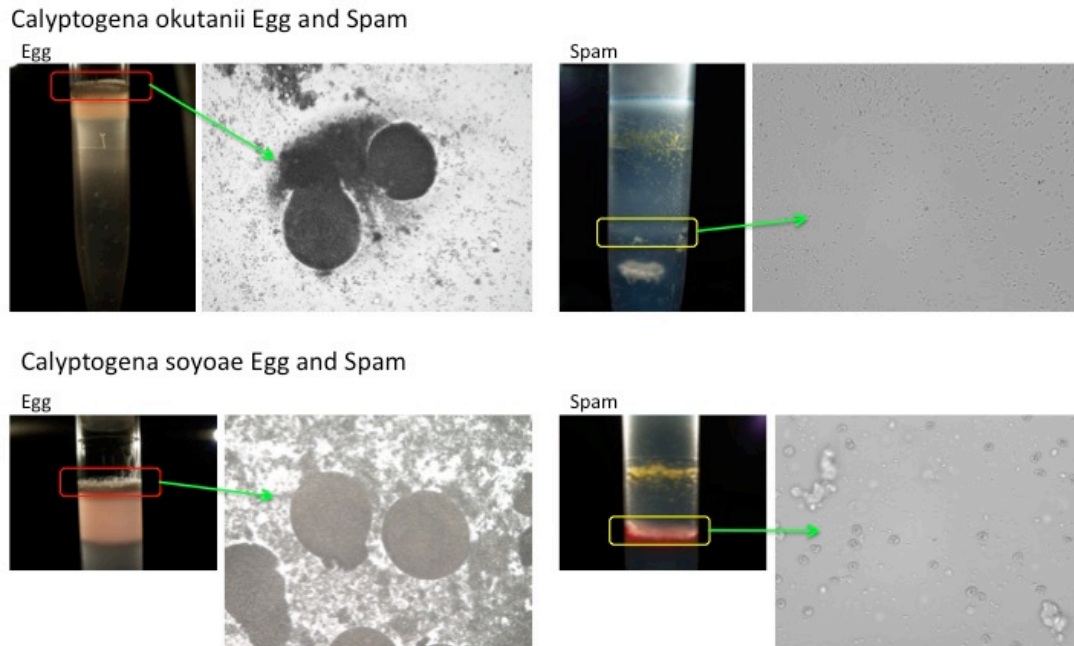 Calyptogena okutanii Egg and Spam
Egg
Spam
Calyptogena soyoae Egg and Spam
Egg
Spam